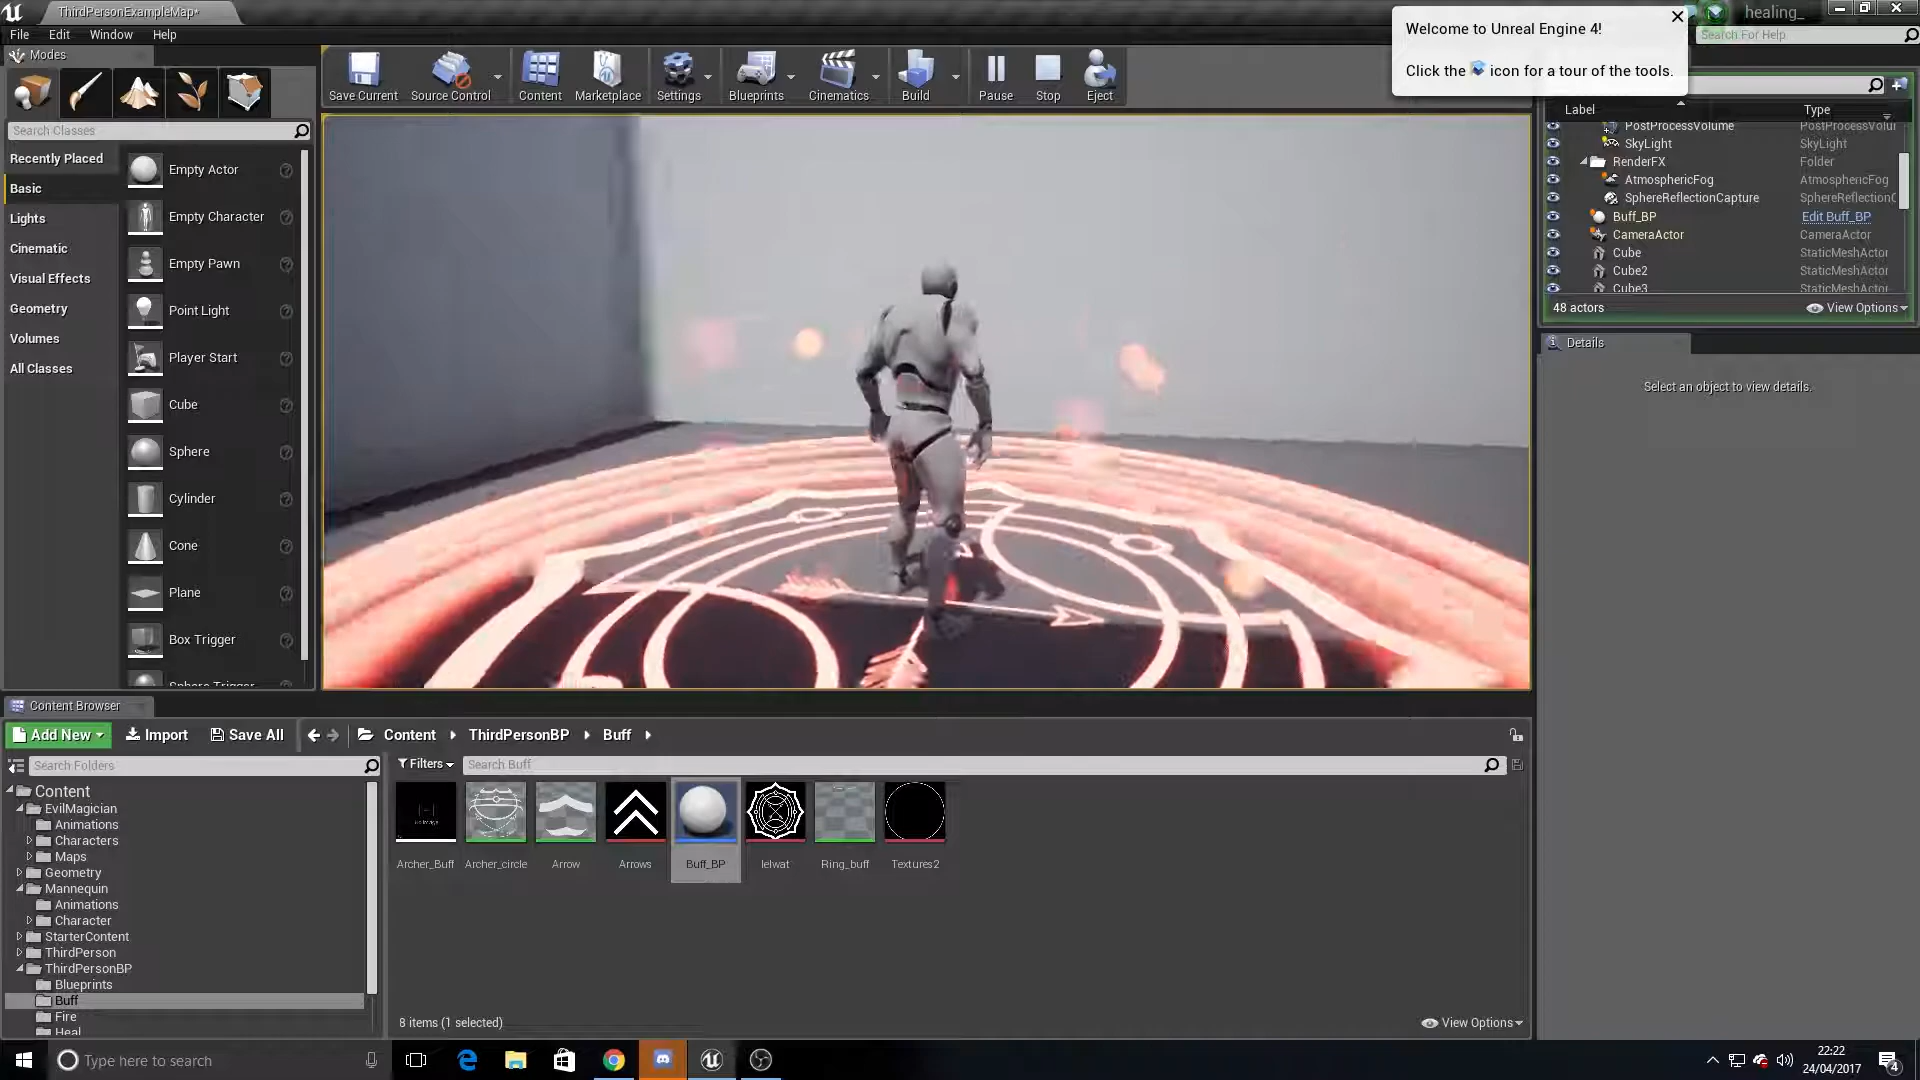 ThirdPersonExampleMap*
healing_
File Edit Window Help
Search For Help
Welcome to Unreal Engine 4!
Click the icon for a tour of the tools.
Modes
Save Current
Source Control
Content
Marketplace
Settings
Blueprints
Cinematics
Build
Pause
Stop
Eject
Search Classes
Recently Placed
Basic
Lights
Cinematic
Visual Effects
Geometry
Volumes
All Classes
Empty Actor
Empty Character
Empty Pawn
Point Light
Player Start
Cube
Sphere
Cylinder
Cone
Plane
Box Trigger
Sphere Trigger
Label Type
PostProcessVolume PostProcessVolu
SkyLight SkyLight
RenderFX Folder
AtmosphericFog AtmosphericFog
SphereReflectionCapture SphereReflectionC
Buff_BP Edit Buff_BP
CameraActor CameraActor
Cube StaticMeshActor
Cube2 StaticMeshActor
Cube3 StaticMeshActor
48 actors View Options
Details
Select an object to view details.
Content Browser
Add New Import Save All Content ThirdPersonBP Buff
Search Folders
Filters Search Buff
Content
EvilMagician
Animations
Characters
Maps
Geometry
Mannequin
Animations
Character
StarterContent
ThirdPerson
ThirdPersonBP
Blueprints
Buff
Fire
Heal
Archer_Buff
Archer_circle
Arrow
Arrows
Buff_BP
lelwat
Ring_buff
Textures2
8 items (1 selected) View Options
Type here to search
22:22
24/04/2017
4